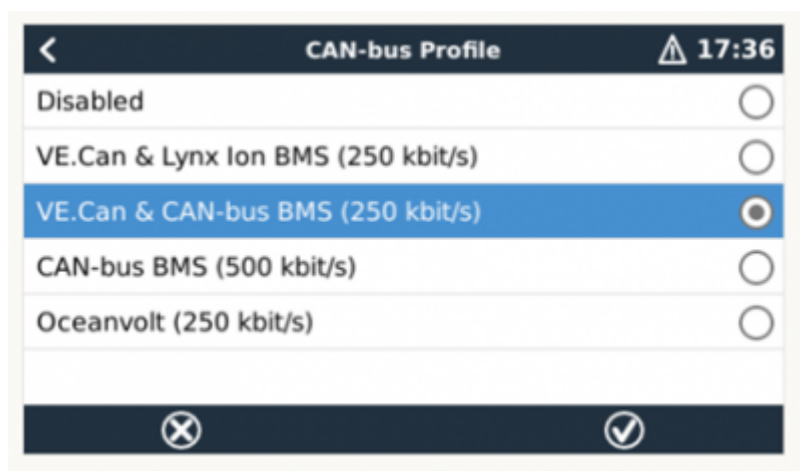 CAN-bus Profile 17:36
Disabled
VE.Can & Lynx Ion BMS (250 kbit/s)
VE.Can & CAN-bus BMS (250 kbit/s)
CAN-bus BMS (500 kbit/s)
Oceanvolt (250 kbit/s)